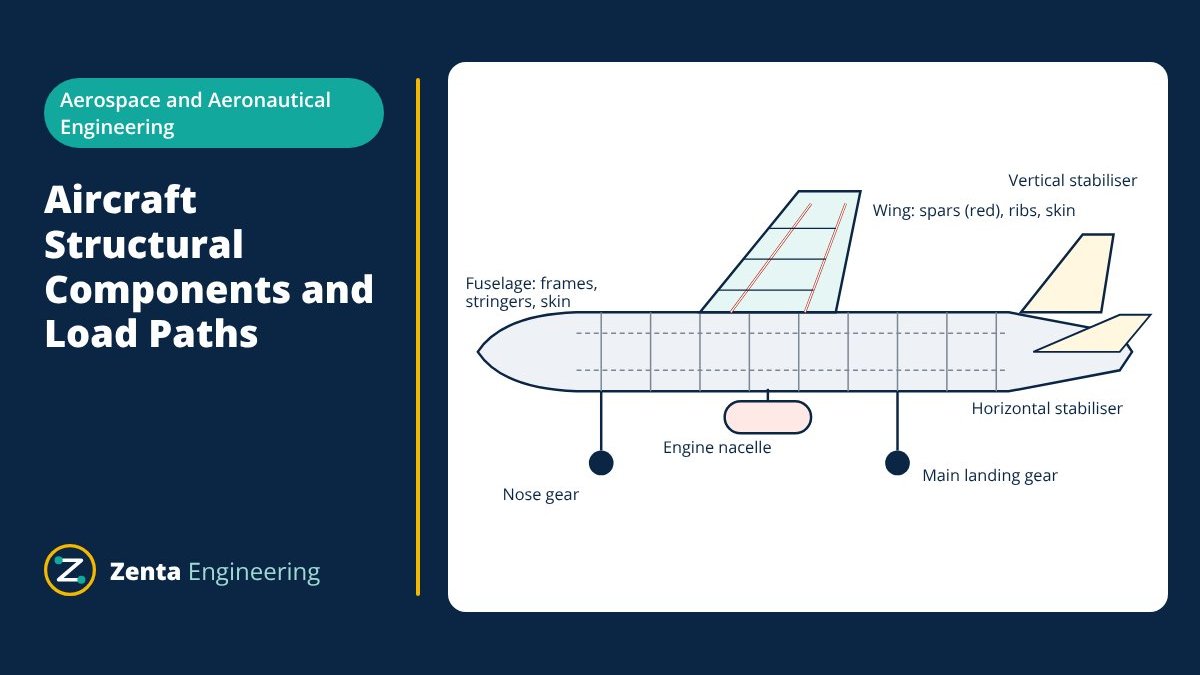 Aerospace and Aeronautical
Engineering
Aircraft
Structural
Components and
Load Paths
Zenta Engineering
Vertical stabiliser
Wing: spars (red), ribs, skin
Fuselage: frames,
stringers, skin
Horizontal stabiliser
Engine nacelle
Main landing gear
Nose gear